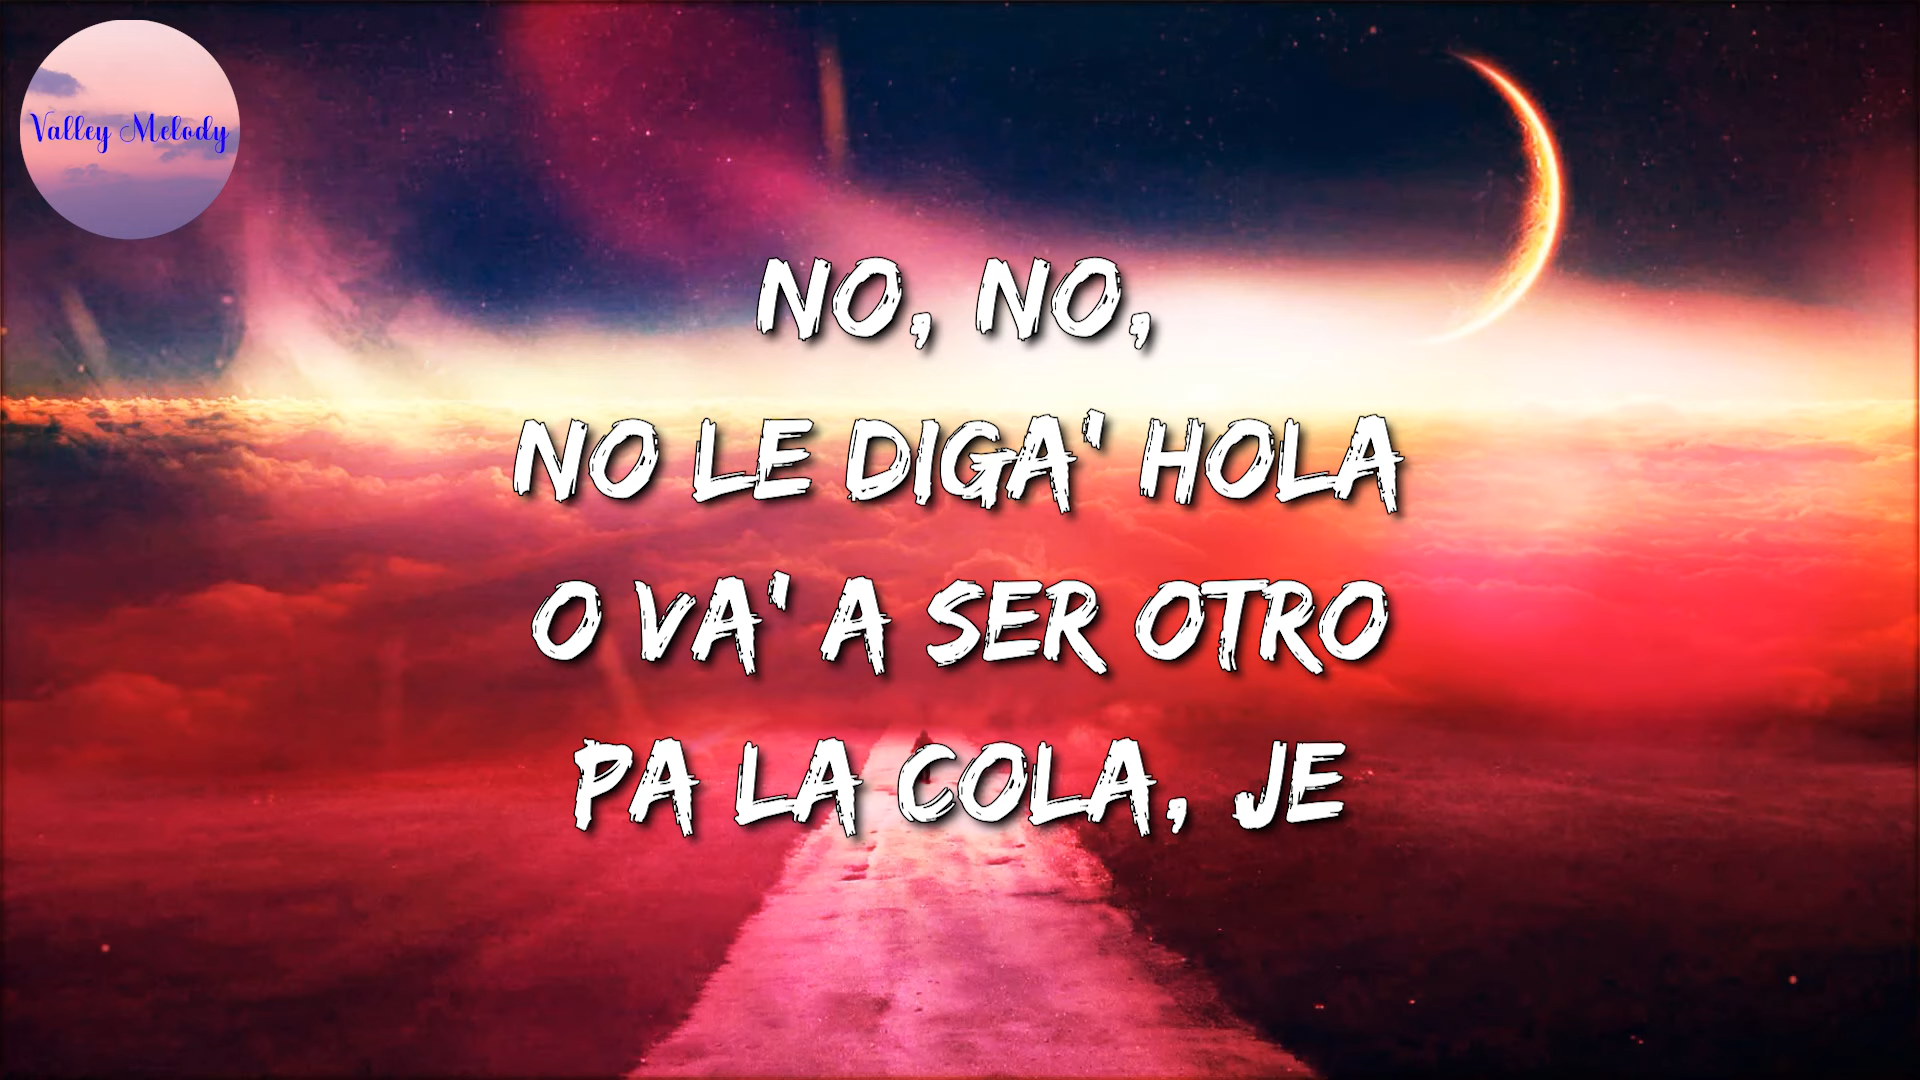 Valley Melody
NO, NO,
NO LE DIGA' HOLA
O VA' A SER OTRO
PA LA COLA, JE